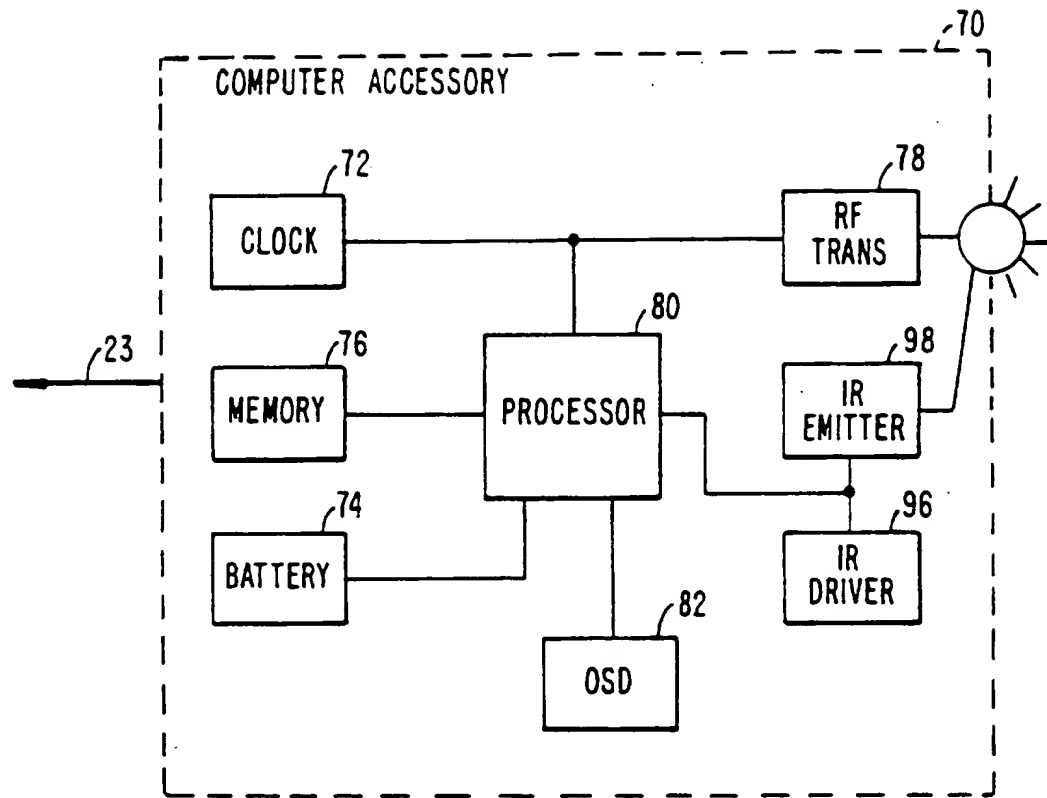 70
COMPUTER ACCESSORY
72
CLOCK
78
RF
TRANS
80
PROCESSOR
23
76
MEMORY
98
IR
EMITTER
74
BATTERY
96
IR
DRIVER
82
OSD